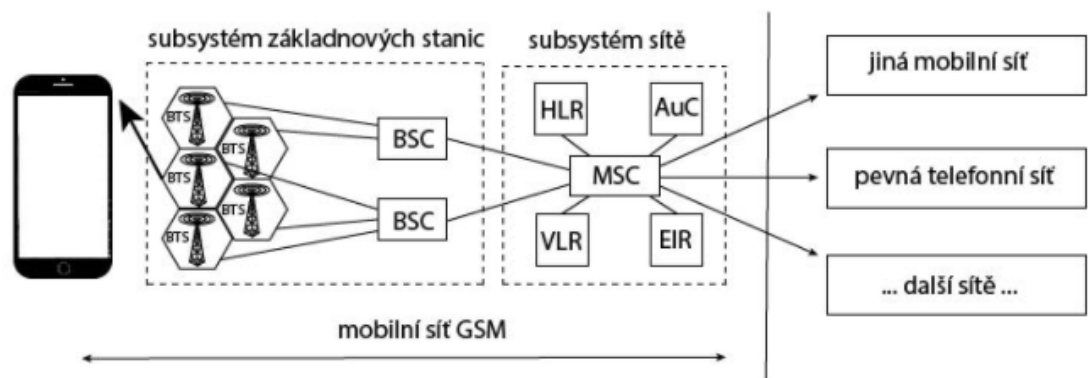 subsystém základnových stanic
subsystém sítě
jiná mobilní síť
BTS
BTS
BTS
BTS
BTS
BSC
BSC
HLR
AuC
MSC
VLR
EIR
pevná telefonní síť
... další sítě ...
mobilní síť GSM